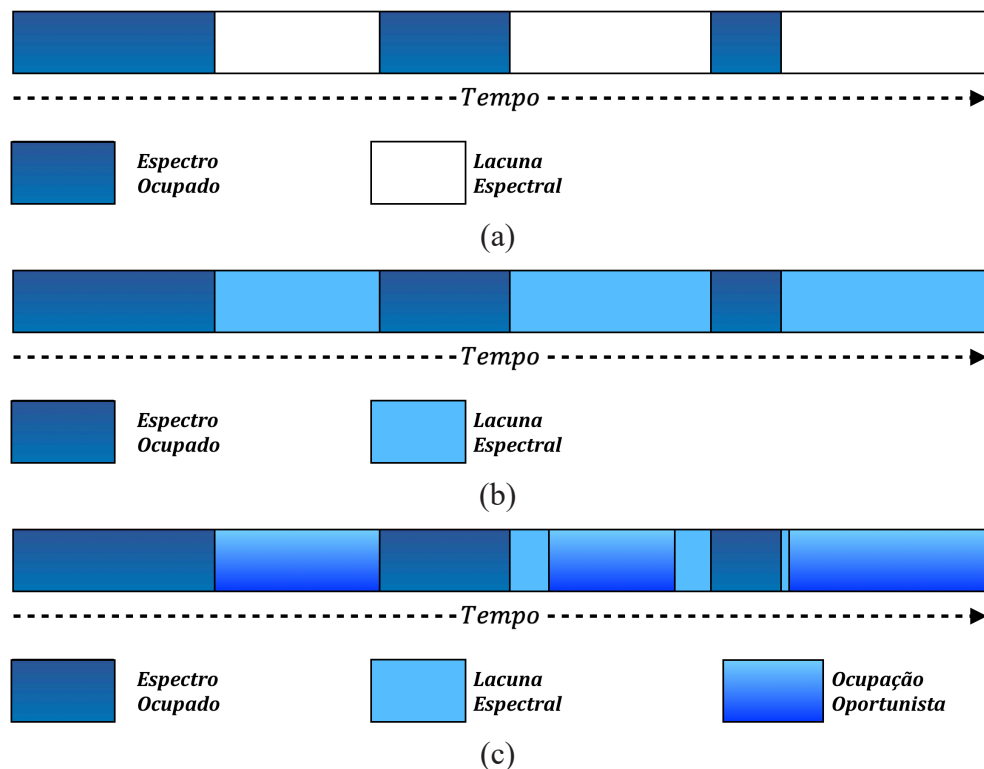 Tempo
Espectro
Ocupado
Lacuna
Espectral
(a)
Tempo
Espectro
Ocupado
Lacuna
Espectral
(b)
Tempo
Espectro
Ocupado
Lacuna
Espectral
Ocupação
Oportunista
(c)